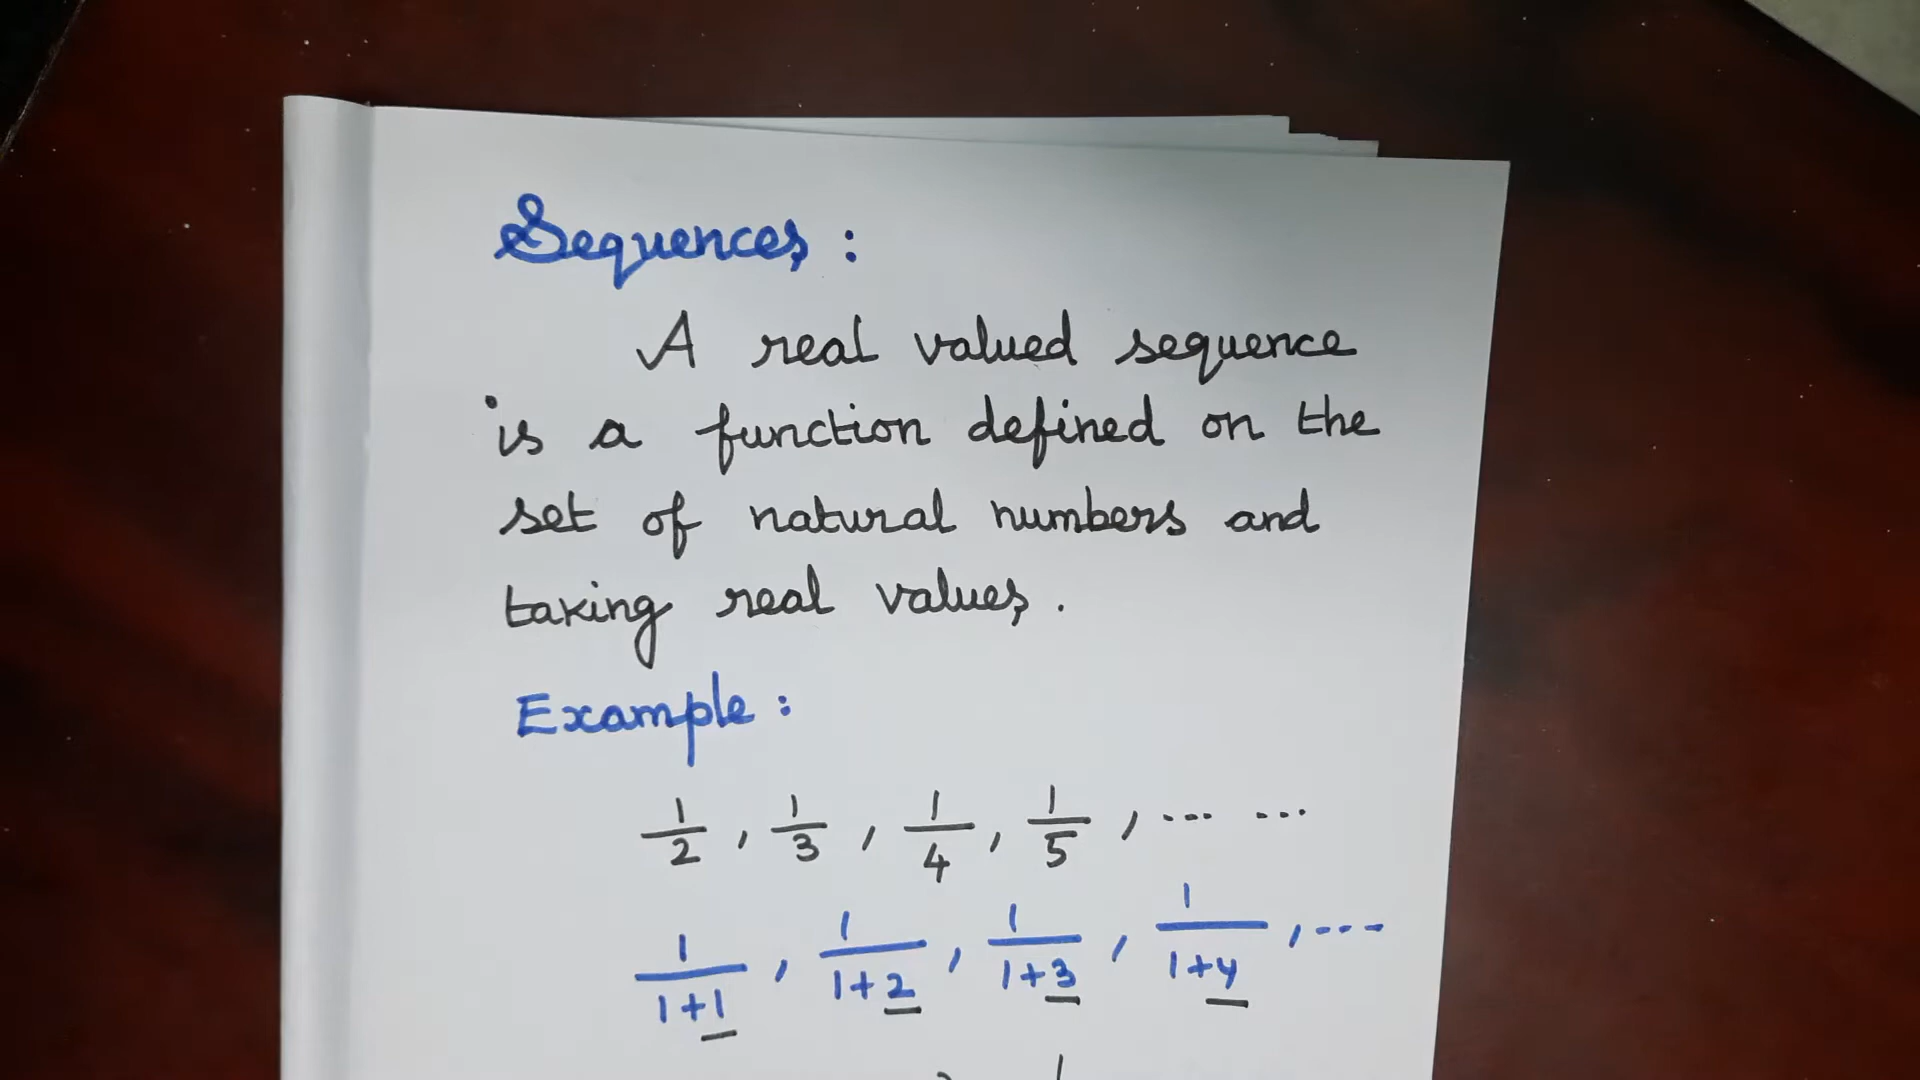 Sequences :
A real valued sequence
is a function defined on the
set of natural numbers and
taking real values .
Example :
1/2 , 1/3 , 1/4 , 1/5 , ... ...
1/(1+1) , 1/(1+2) , 1/(1+3) , 1/(1+4) , ...